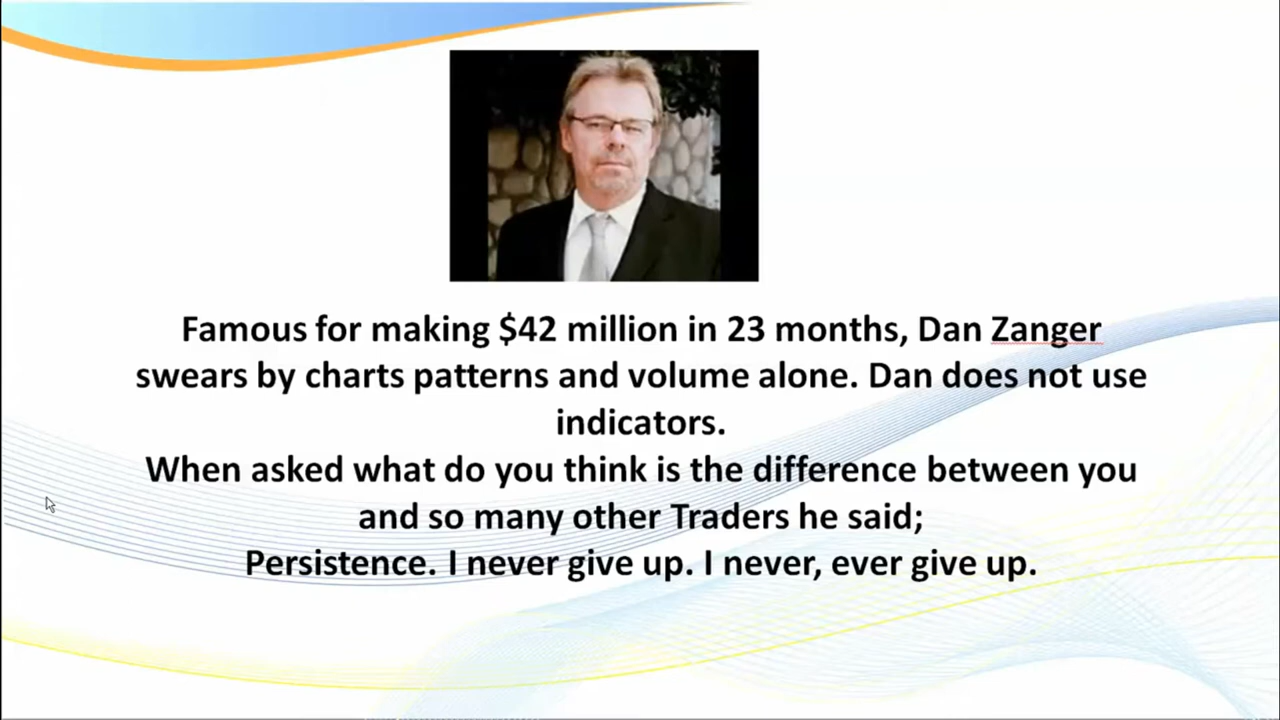 Famous for making $42 million in 23 months, Dan Zanger
swears by charts patterns and volume alone. Dan does not use
indicators.
When asked what do you think is the difference between you
and so many other Traders he said;
Persistence. I never give up. I never, ever give up.